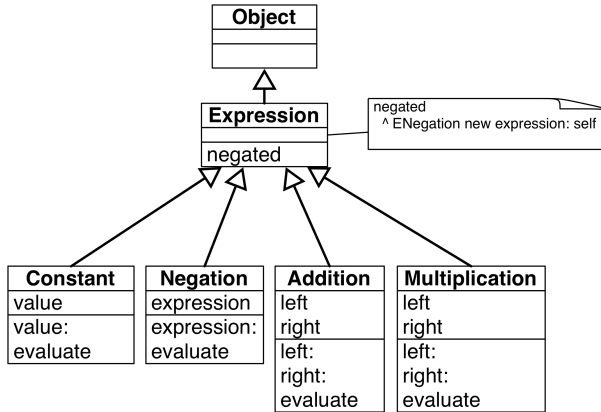 Object
Expression
negated
negated
^ ENegation new expression: self
Constant
value
value:
evaluate
Negation
expression
expression:
evaluate
Addition
left
right
left:
right:
evaluate
Multiplication
left
right
left:
right:
evaluate